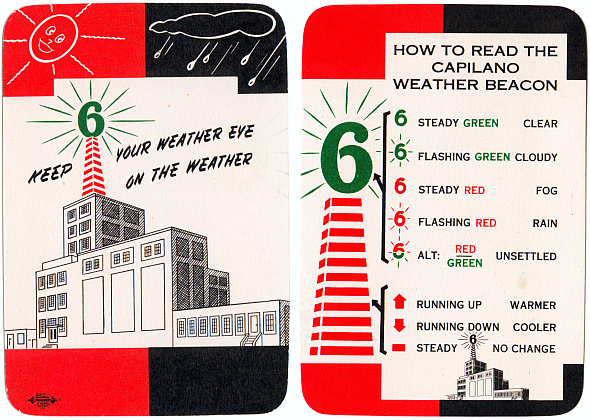 6
KEEP YOUR WEATHER EYE
ON THE WEATHER
HOW TO READ THE
CAPILANO
WEATHER BEACON
6
6 STEADY GREEN CLEAR
6 FLASHING GREEN CLOUDY
6 STEADY RED FOG
6 FLASHING RED RAIN
6 ALT: RED
GREEN UNSETTLED
RUNNING UP WARMER
RUNNING DOWN COOLER
STEADY NO CHANGE
6